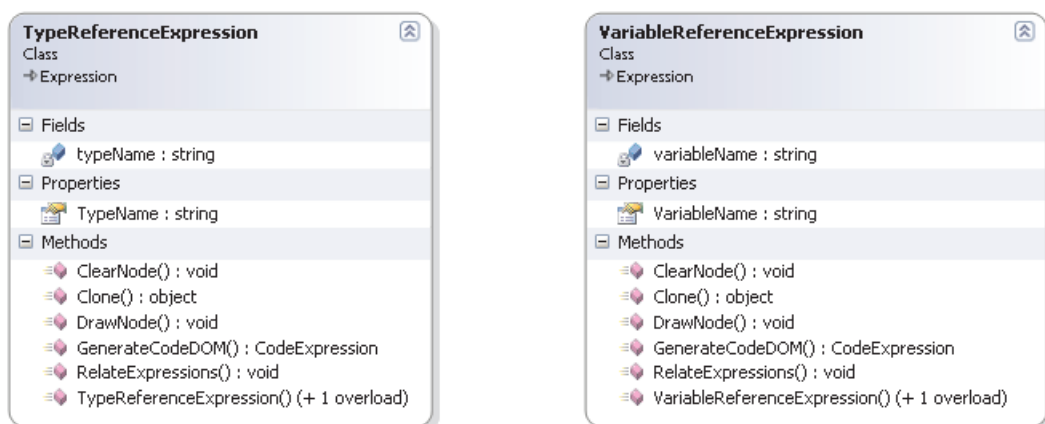 TypeReferenceExpression
Class
Expression
Fields
typeName : string
Properties
TypeName : string
Methods
ClearNode() : void
Clone() : object
DrawNode() : void
GenerateCodeDOM() : CodeExpression
RelateExpressions() : void
TypeReferenceExpression() (+ 1 overload)
VariableReferenceExpression
Class
Expression
Fields
variableName : string
Properties
VariableName : string
Methods
ClearNode() : void
Clone() : object
DrawNode() : void
GenerateCodeDOM() : CodeExpression
RelateExpressions() : void
VariableReferenceExpression() (+ 1 overload)